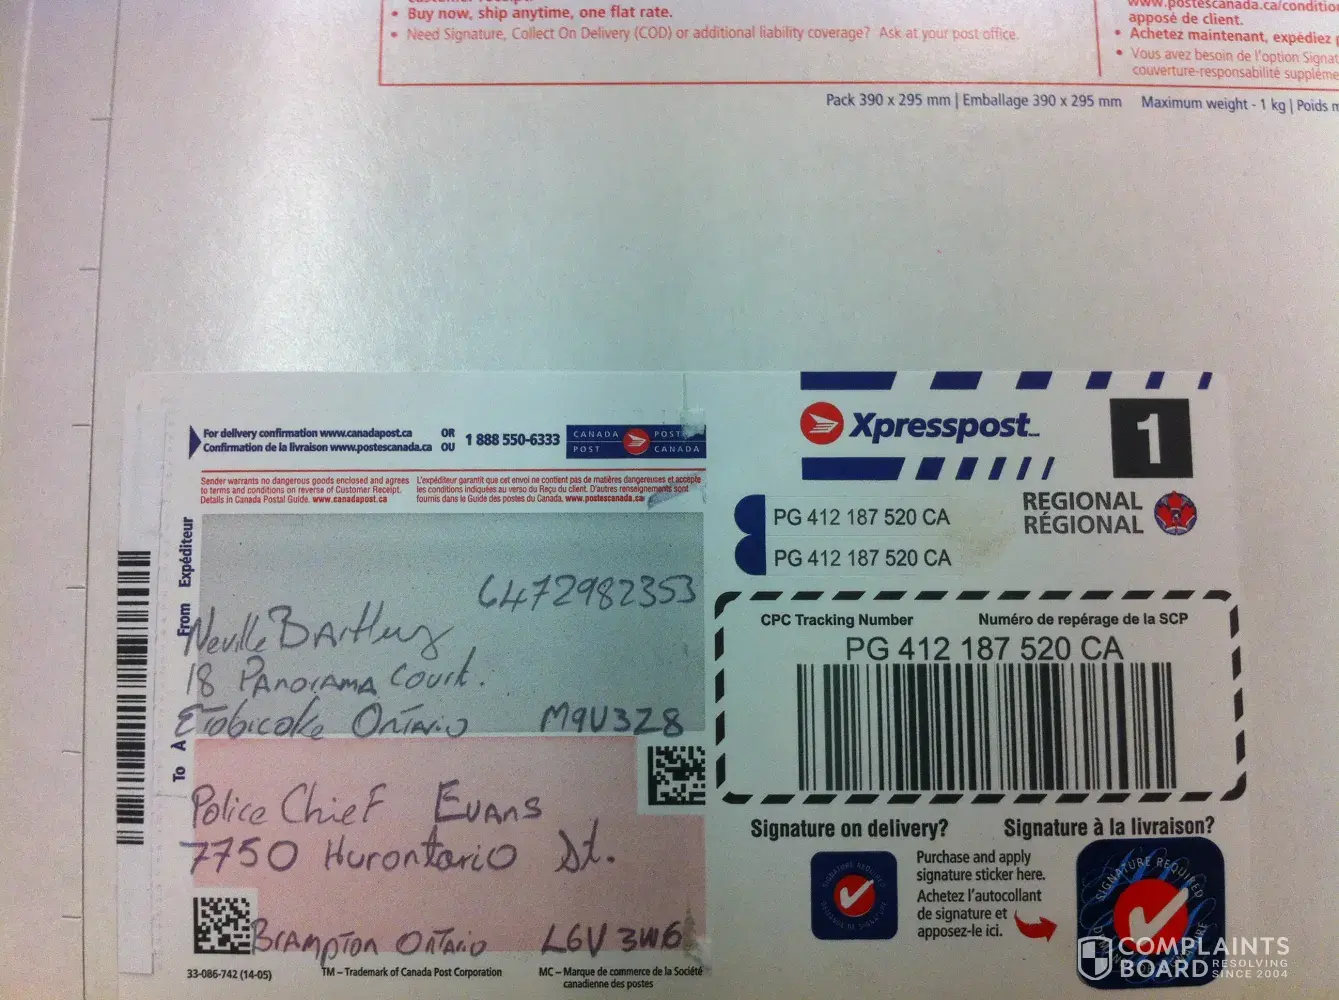 Buy now, ship anytime, one flat rate.
Need Signature, Collect On Delivery (COD) or additional liability coverage? Ask at your post office.
www.postescanada.ca/conditio
apposé de client.
Achetez maintenant, expédiez
Vous avez besoin de l'option Signat
couverture-responsabilité suppléme
Pack 390 x 295 mm | Emballage 390 x 295 mm Maximum weight - 1 kg | Poids m
For delivery confirmation www.canadapost.ca OR
Confirmation de la livraison www.postescanada.ca OU
1 888 550-6333
CANADA POST
POST CANADA
Sender warrants no dangerous goods enclosed and agrees
to terms and conditions on reverse of Customer Receipt.
Details in Canada Postal Guide. www.canadapost.ca
L'expéditeur garantit que cet envoi ne contient pas de matières dangereuses et accepte
les conditions indiquées au verso du Reçu du client. D'autres renseignements sont
fournis dans le Guide des postes du Canada. www.postescanada.ca
From Expéditeur
6472982353
Neville
18 Panorama Court.
Etobicoke Ontario M9V3Z8
To À
Police Chief Evans
7750 Hurontario St.
Brampton Ontario L6V 3W6
33-086-742 (14-05)
TM – Trademark of Canada Post Corporation
MC – Marque de commerce de la Société
canadienne des postes
Xpresspost
1
REGIONAL
RÉGIONAL
PG 412 187 520 CA
PG 412 187 520 CA
CPC Tracking Number Numéro de repérage de la SCP
PG 412 187 520 CA
Signature on delivery? Signature à la livraison?
Purchase and apply
signature sticker here.
Achetez l'autocollant
de signature et
apposez-le ici.
SIGNATURE REQUIRED
SIGNATURE REQUIRED
COMPLAINTS
BOARD RESOLVING
SINCE 2004